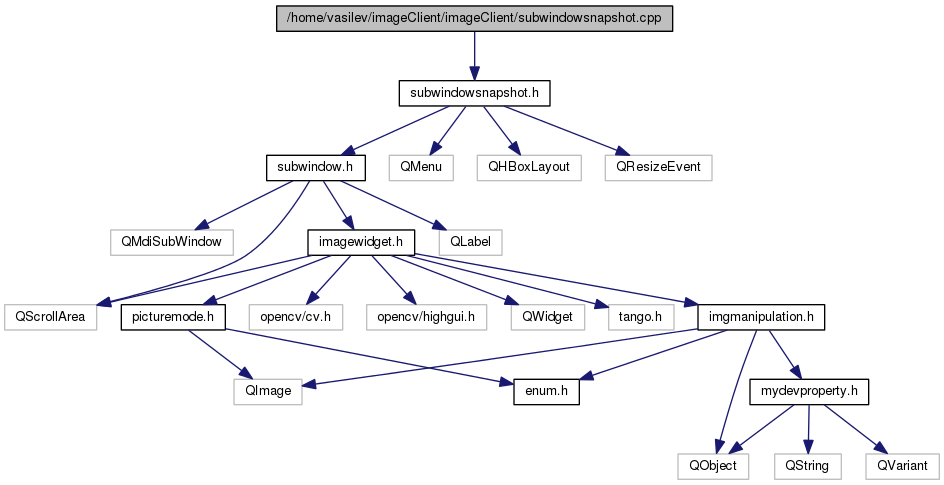 /home/vasilev/imageClient/imageClient/subwindowsnapshot.cpp
subwindowsnapshot.h
subwindow.h
QMenu
QHBoxLayout
QResizeEvent
QMdiSubWindow
imagewidget.h
QLabel
QScrollArea
picturemode.h
opencv/cv.h
opencv/highgui.h
QWidget
tango.h
imgmanipulation.h
QImage
enum.h
mydevproperty.h
QObject
QString
QVariant